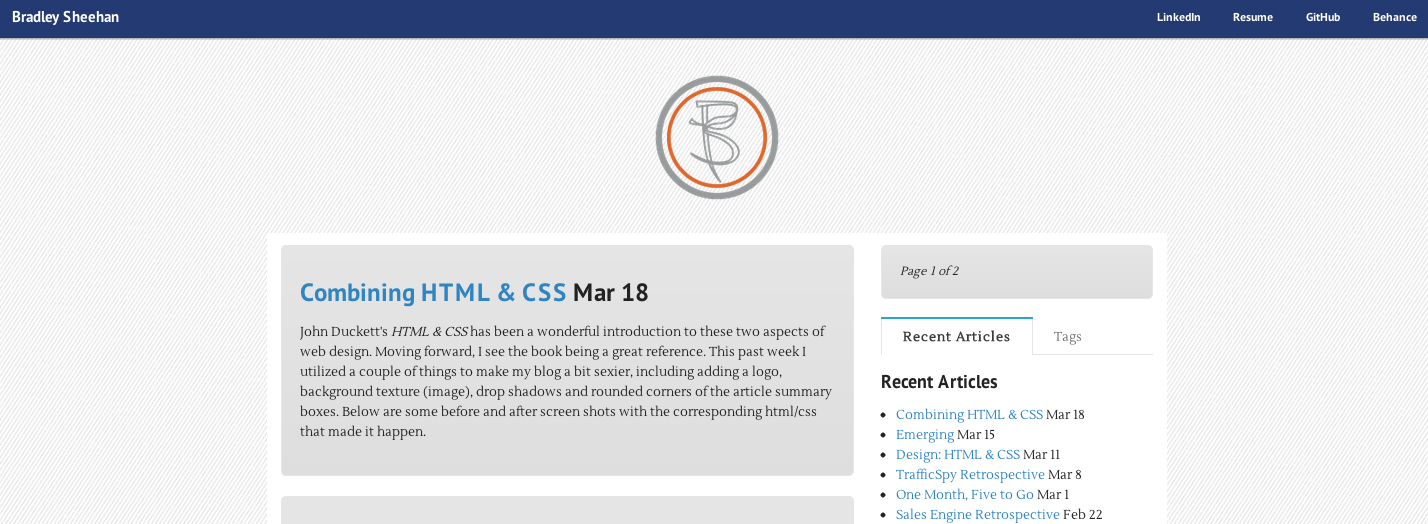 Bradley Sheehan
LinkedIn Resume GitHub Behance
Combining HTML & CSS Mar 18
John Duckett's HTML & CSS has been a wonderful introduction to these two aspects of
web design. Moving forward, I see the book being a great reference. This past week I
utilized a couple of things to make my blog a bit sexier, including adding a logo,
background texture (image), drop shadows and rounded corners of the article summary
boxes. Below are some before and after screen shots with the corresponding html/css
that made it happen.
Page 1 of 2
Recent Articles Tags
Recent Articles
Combining HTML & CSS Mar 18
Emerging Mar 15
Design: HTML & CSS Mar 11
TrafficSpy Retrospective Mar 8
One Month, Five to Go Mar 1
Sales Engine Retrospective Feb 22